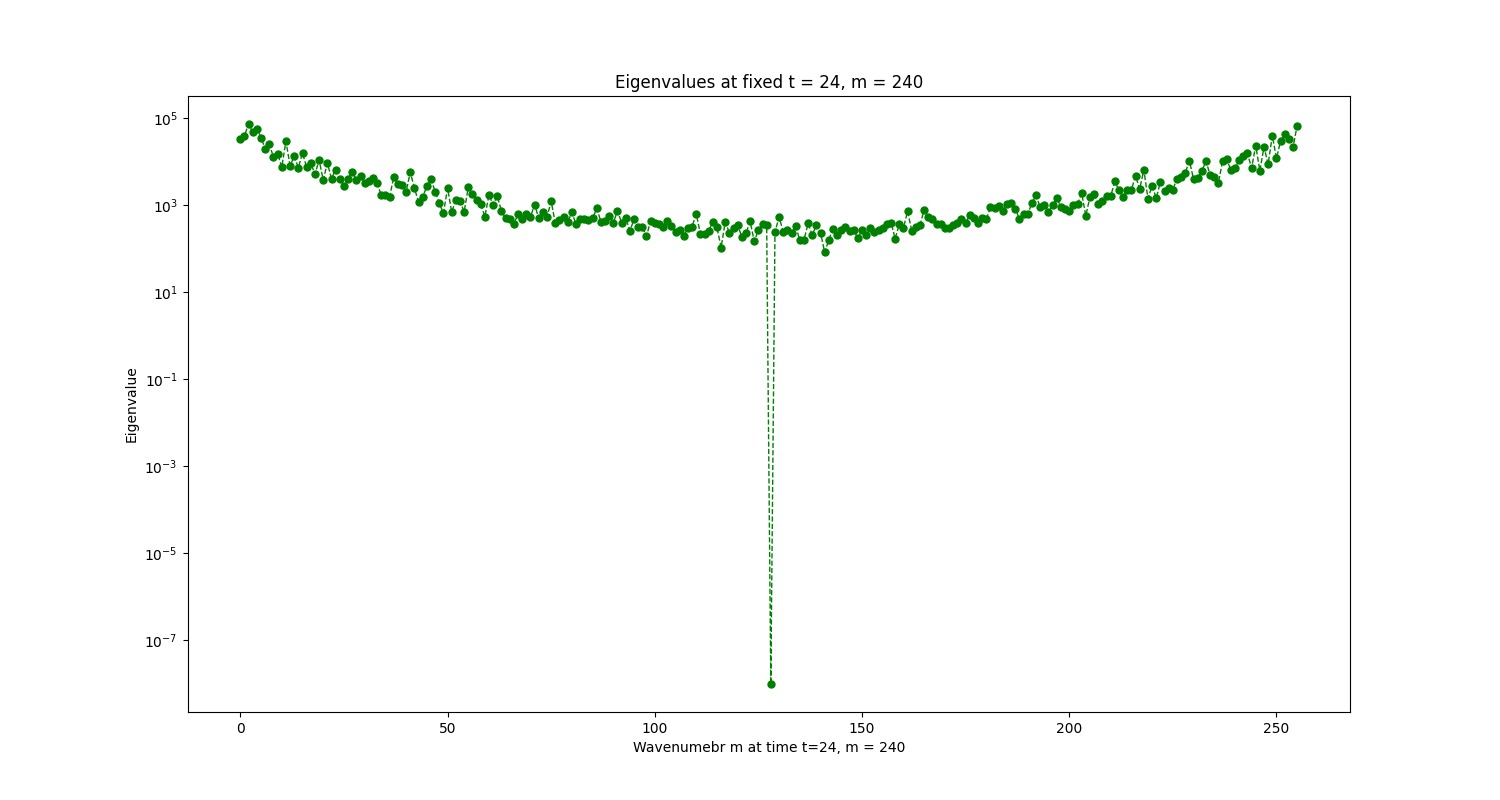 Eigenvalues at fixed t = 24, m = 240
10^5
10^3
10^1
10^-1
10^-3
10^-5
10^-7
Eigenvalue
0 50 100 150 200 250
Wavenumebr m at time t=24, m = 240